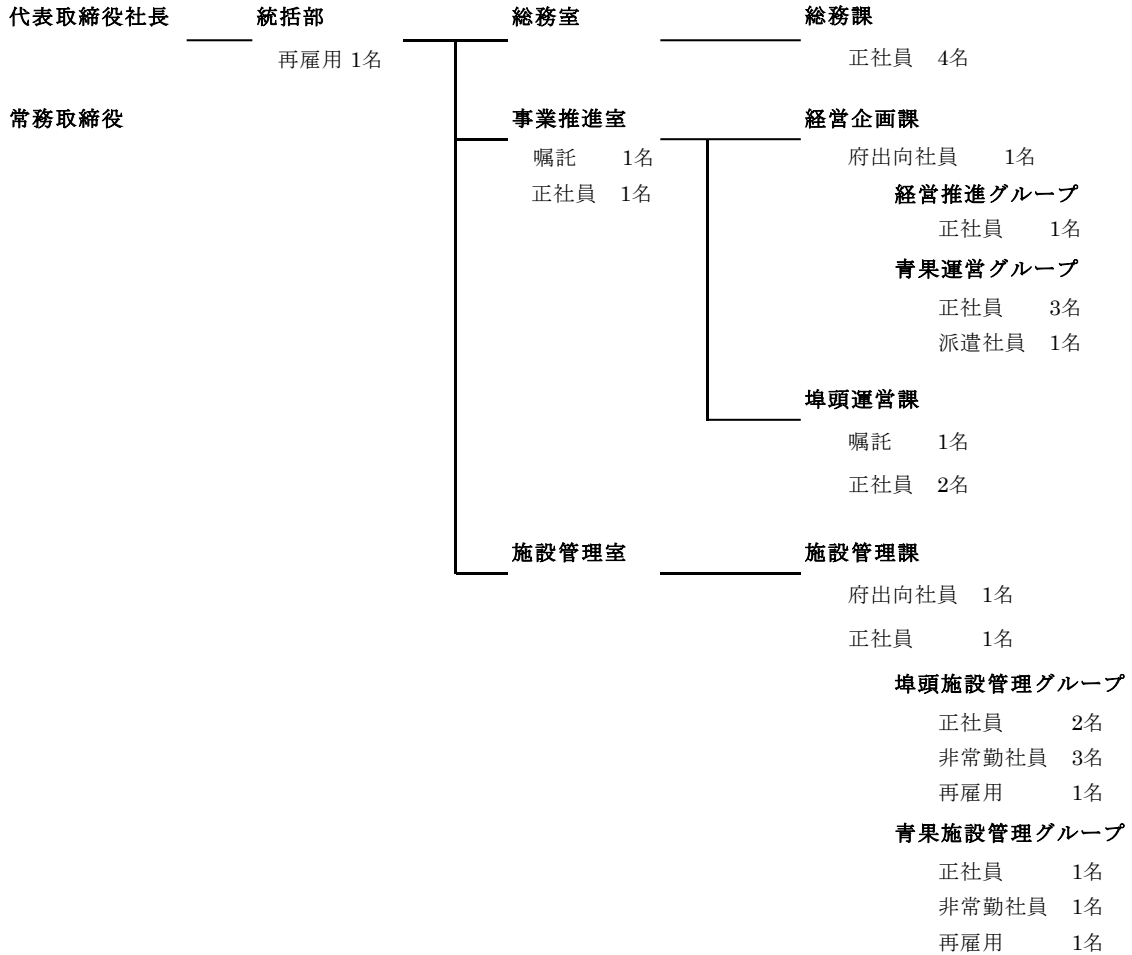 代表取締役社長 統括部 総務室 総務課
再雇用 1名 正社員 4名
常務取締役 事業推進室 経営企画課
嘱託 1名 府出向社員 1名
正社員 1名 経営推進グループ
正社員 1名
青果運営グループ
正社員 3名
派遣社員 1名
埠頭運営課
嘱託 1名
正社員 2名
施設管理室 施設管理課
府出向社員 1名
正社員 1名
埠頭施設管理グループ
正社員 2名
非常勤社員 3名
再雇用 1名
青果施設管理グループ
正社員 1名
非常勤社員 1名
再雇用 1名